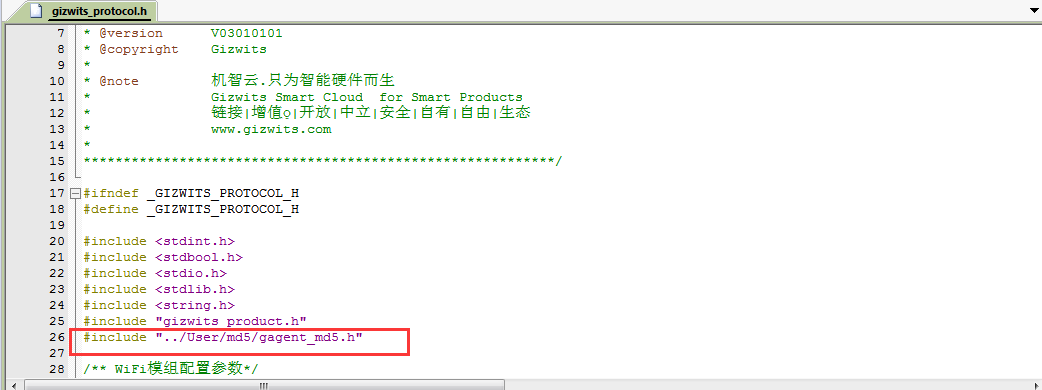 gizwits_protocol.h
7 * @version V03010101
8 * @copyright Gizwits
9 *
10 * @note 机智云.只为智能硬件而生
11 * Gizwits Smart Cloud  for Smart Products
12 * 链接|增值ღ|开放|中立|安全|自有|自由|生态
13 * www.gizwits.com
14 *
15 ***********************************************************/
16
17 #ifndef _GIZWITS_PROTOCOL_H
18 #define _GIZWITS_PROTOCOL_H
19
20 #include <stdint.h>
21 #include <stdbool.h>
22 #include <stdio.h>
23 #include <stdlib.h>
24 #include <string.h>
25 #include "gizwits_product.h"
26 #include "../User/md5/gagent_md5.h"
27
28 /** WiFi模组配置参数*/